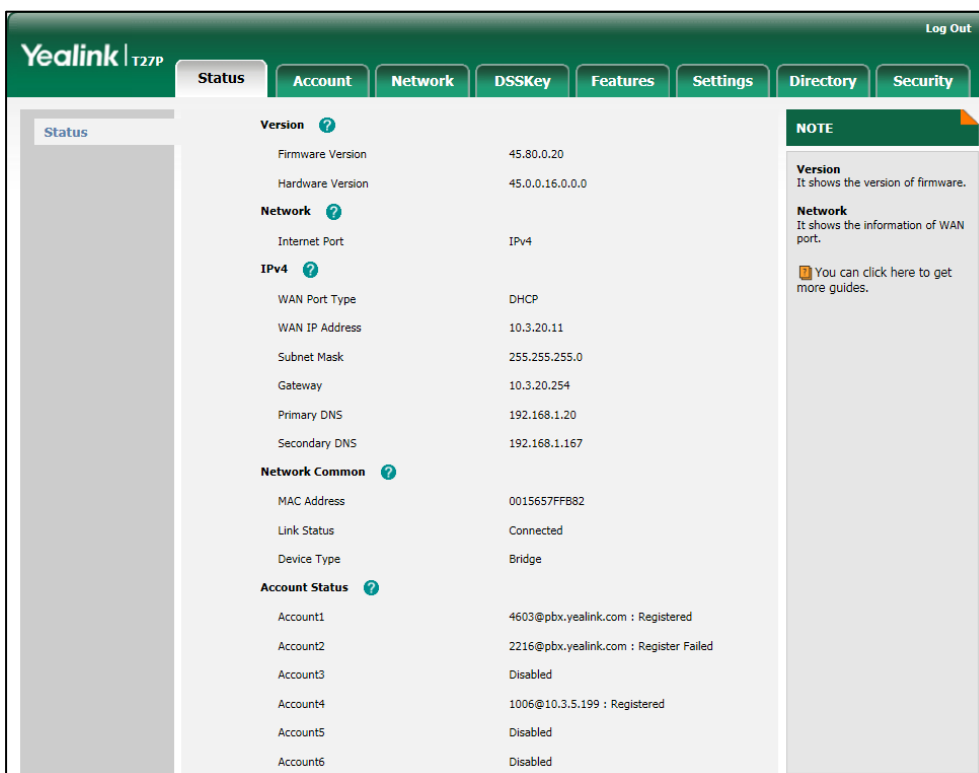 Log Out
Yealink | T27P
Status Account Network DSSKey Features Settings Directory Security
Status
Version ?
Firmware Version 45.80.0.20
Hardware Version 45.0.0.16.0.0.0
Network ?
Internet Port IPv4
IPv4 ?
WAN Port Type DHCP
WAN IP Address 10.3.20.11
Subnet Mask 255.255.255.0
Gateway 10.3.20.254
Primary DNS 192.168.1.20
Secondary DNS 192.168.1.167
Network Common ?
MAC Address 0015657FFB82
Link Status Connected
Device Type Bridge
Account Status ?
Account1 4603@pbx.yealink.com : Registered
Account2 2216@pbx.yealink.com : Register Failed
Account3 Disabled
Account4 1006@10.3.5.199 : Registered
Account5 Disabled
Account6 Disabled
NOTE
Version
It shows the version of firmware.
Network
It shows the information of WAN
port.
? You can click here to get
more guides.